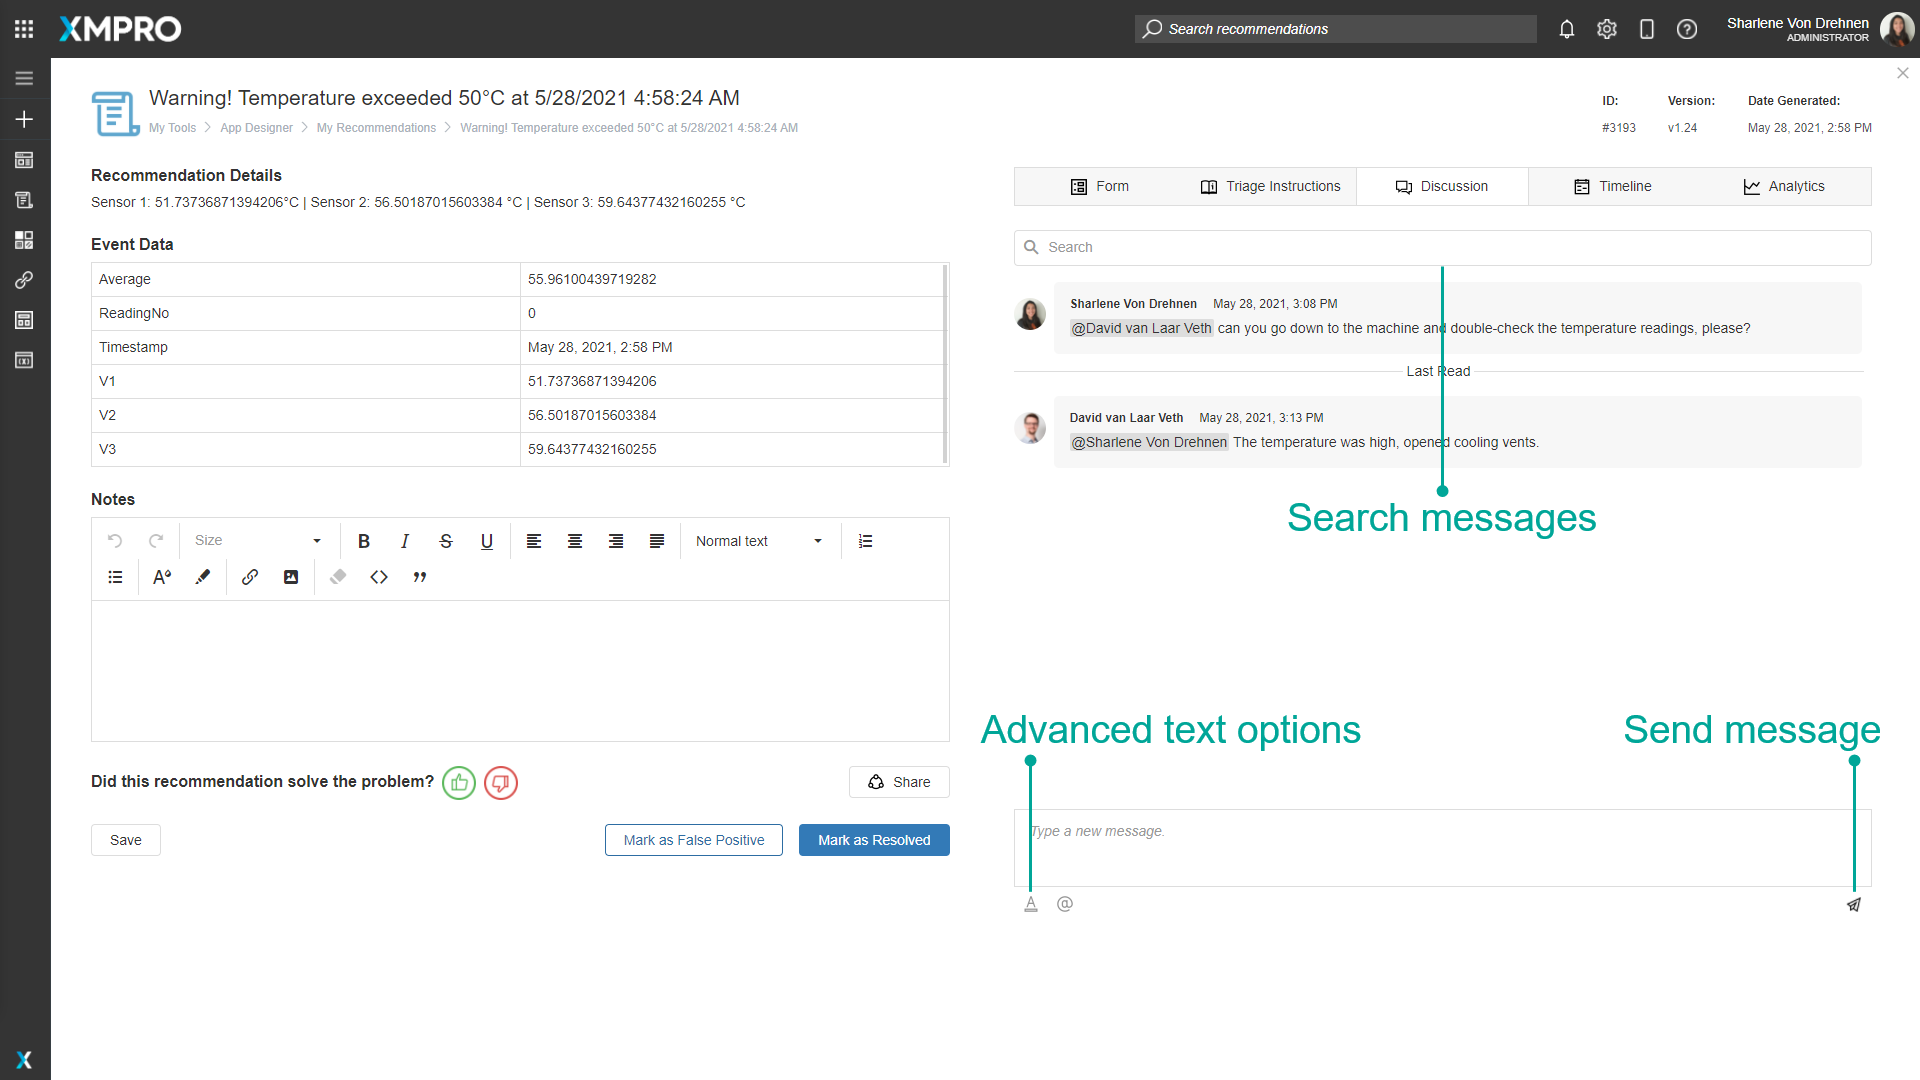 XMPRO
Search recommendations
Sharlene Von Drehnen
ADMINISTRATOR
Warning! Temperature exceeded 50°C at 5/28/2021 4:58:24 AM
My Tools > App Designer > My Recommendations > Warning! Temperature exceeded 50°C at 5/28/2021 4:58:24 AM
ID: Version: Date Generated:
#3193 v1.24 May 28, 2021, 2:58 PM
Recommendation Details
Sensor 1: 51.73736871394206°C | Sensor 2: 56.50187015603384 °C | Sensor 3: 59.64377432160255 °C
Event Data
Average 55.96100439719282
ReadingNo 0
Timestamp May 28, 2021, 2:58 PM
V1 51.73736871394206
V2 56.50187015603384
V3 59.64377432160255
Notes
Size B I S U Normal text
Did this recommendation solve the problem?
Share
Save
Mark as False Positive
Mark as Resolved
Form Triage Instructions Discussion Timeline Analytics
Search
Sharlene Von Drehnen May 28, 2021, 3:08 PM
@David van Laar Veth can you go down to the machine and double-check the temperature readings, please?
Last Read
David van Laar Veth May 28, 2021, 3:13 PM
@Sharlene Von Drehnen The temperature was high, opened cooling vents.
Search messages
Advanced text options
Send message
Type a new message.
A @